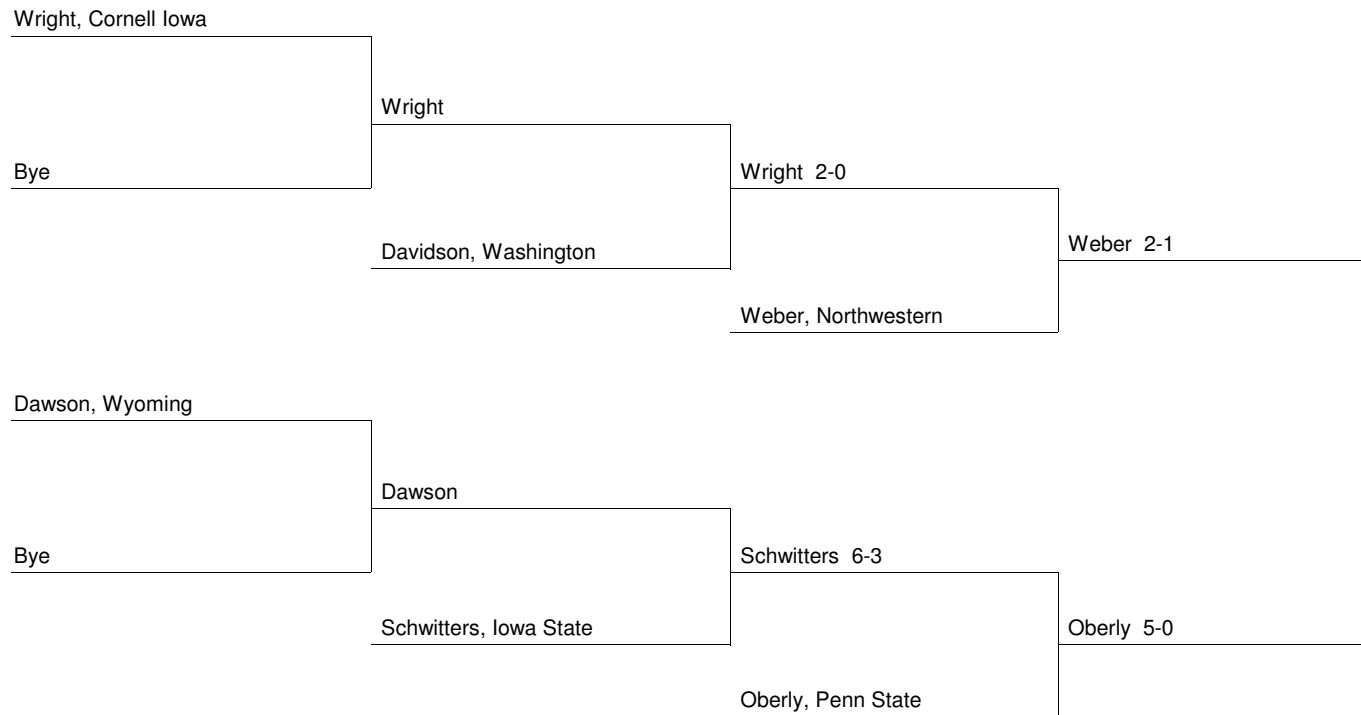 Wright, Cornell Iowa
Wright
Bye
Wright 2-0
Davidson, Washington
Weber 2-1
Weber, Northwestern
Dawson, Wyoming
Dawson
Bye
Schwitters 6-3
Schwitters, Iowa State
Oberly 5-0
Oberly, Penn State